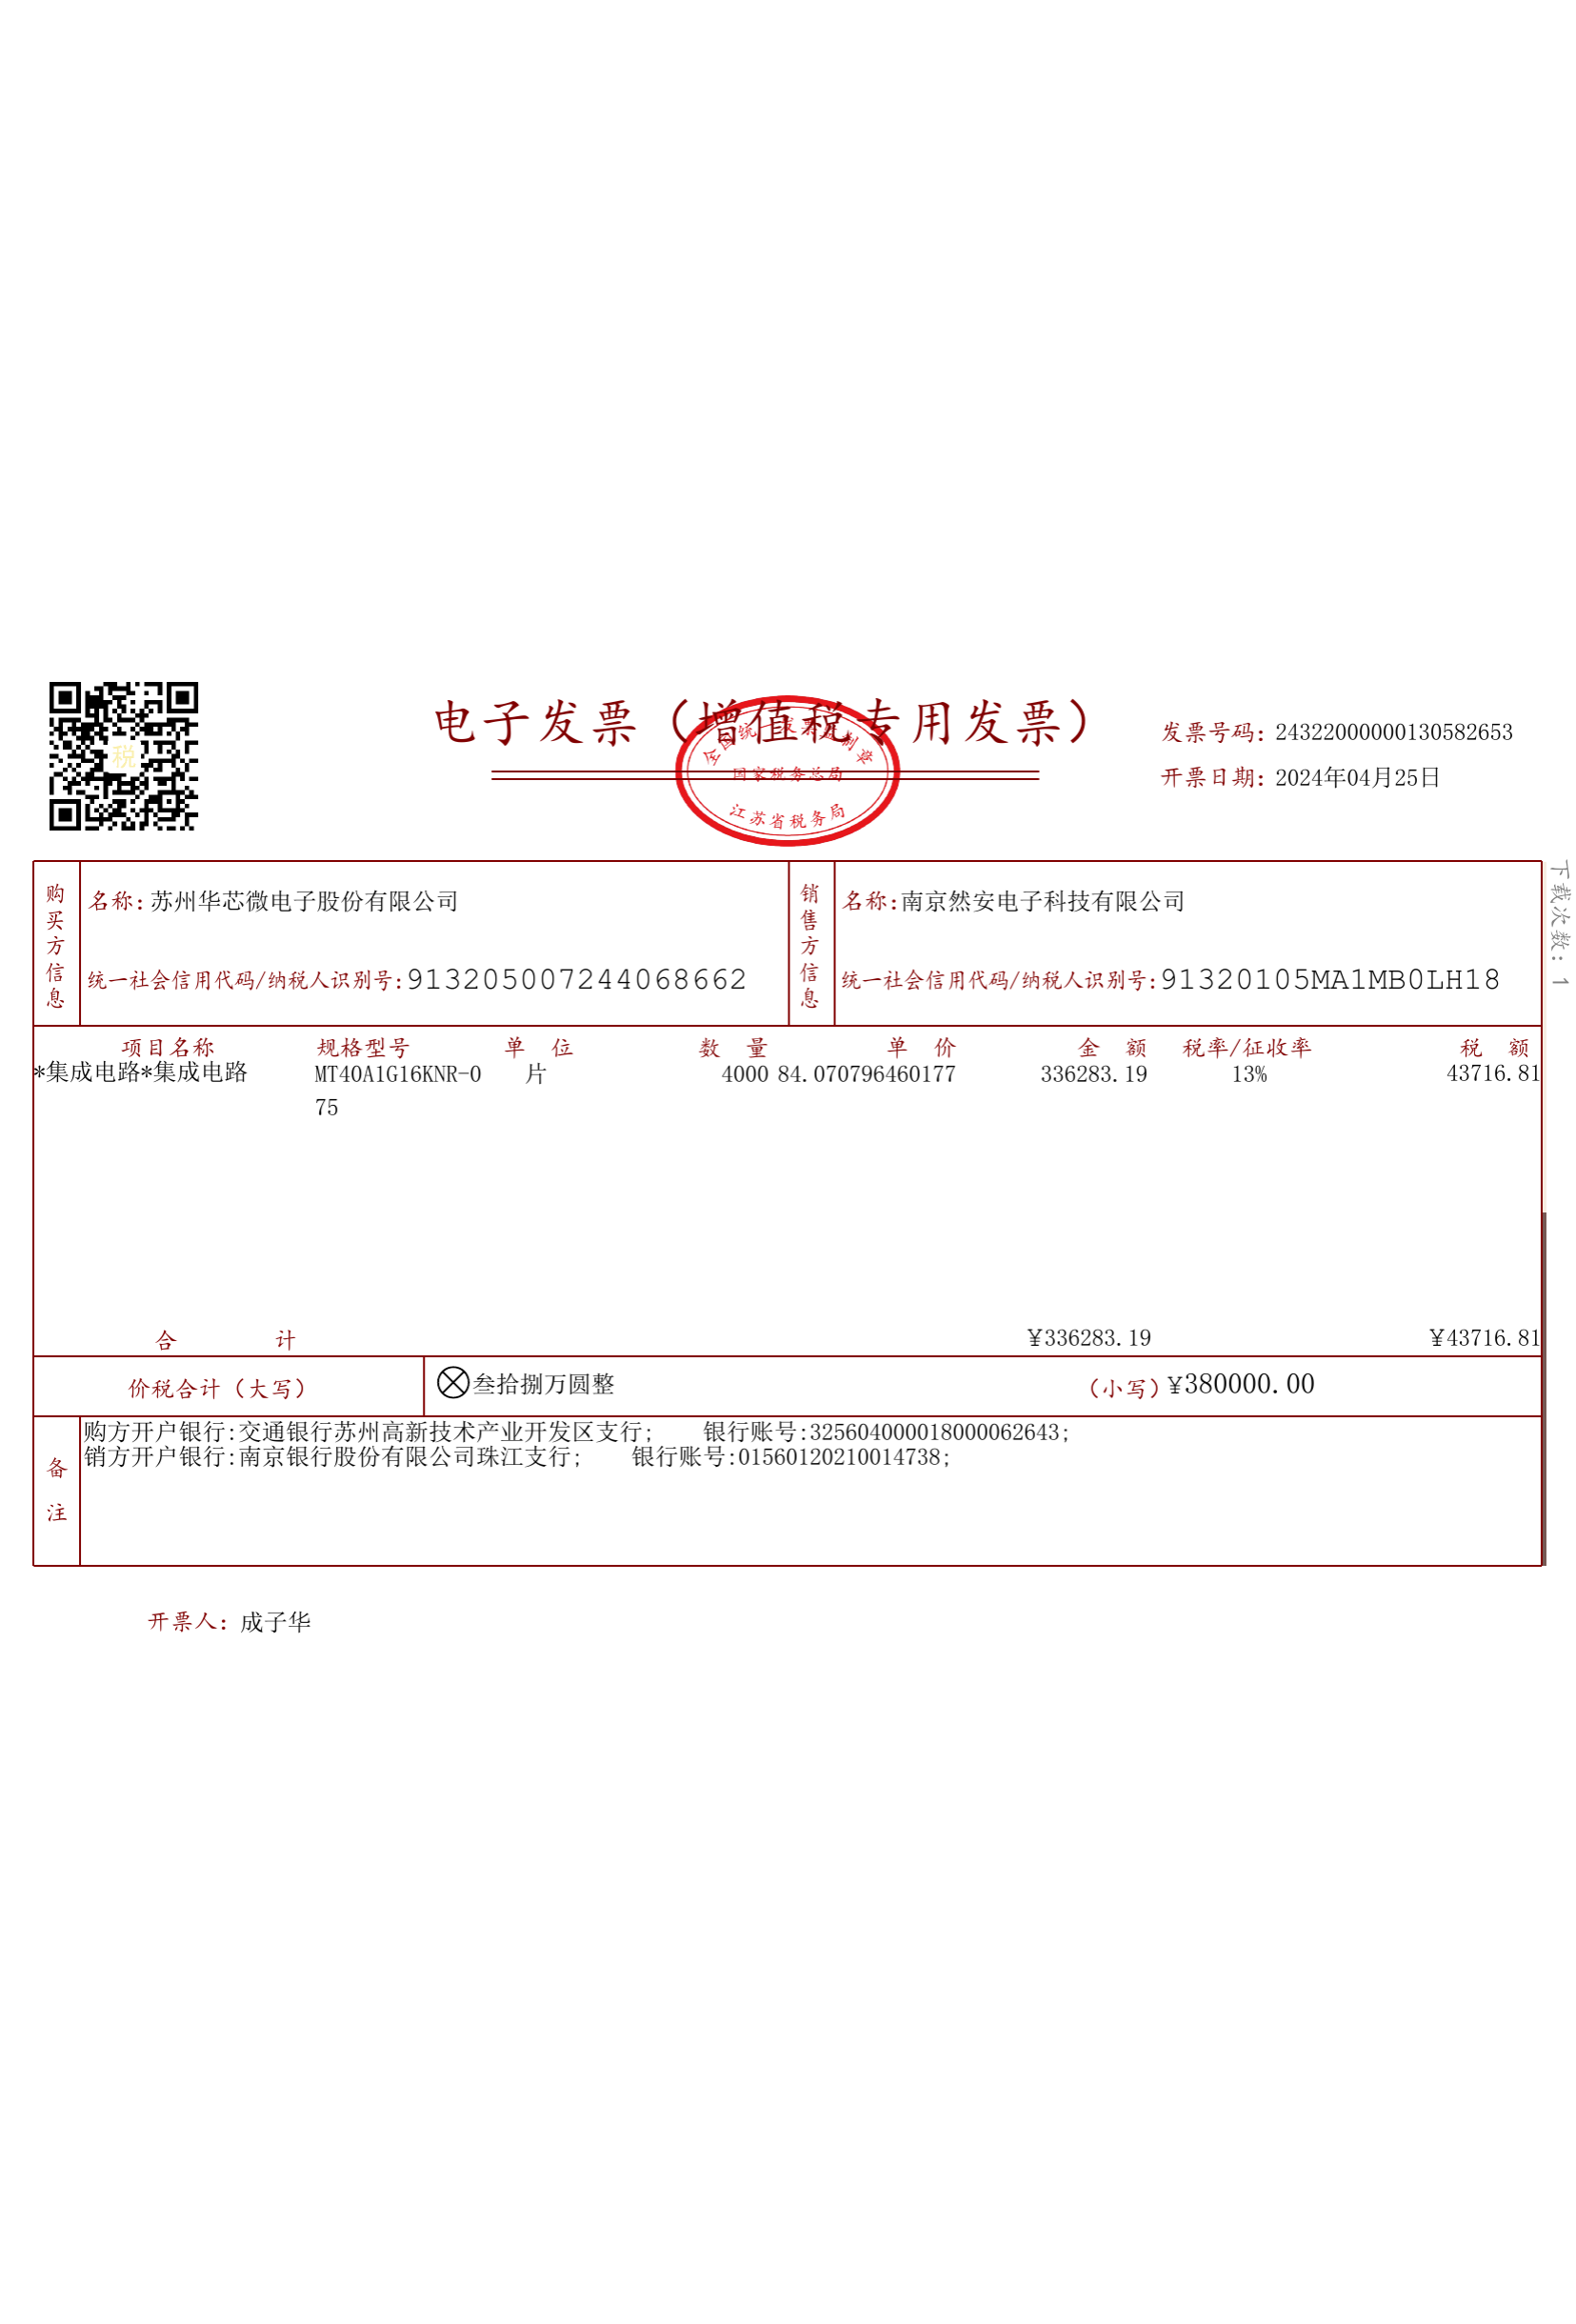 税
电子发票（增值税专用发票）
全国统一发票监制章
国家税务总局
江苏省税务局
发票号码：24322000000130582653
开票日期：2024年04月25日
下载次数：1
购买方信息
名称：苏州华芯微电子股份有限公司
统一社会信用代码/纳税人识别号：913205007244068662
销售方信息
名称：南京然安电子科技有限公司
统一社会信用代码/纳税人识别号：91320105MA1MB0LH18
项目名称 规格型号 单 位 数 量 单 价 金 额 税率/征收率 税 额
*集成电路*集成电路 MT40A1G16KNR-0 片 4000 84.070796460177 336283.19 13% 43716.81
75
合 计 ¥336283.19 ¥43716.81
价税合计（大写） ⊗叁拾捌万圆整 （小写）¥380000.00
备注
购方开户银行:交通银行苏州高新技术产业开发区支行; 银行账号:325604000018000062643;
销方开户银行:南京银行股份有限公司珠江支行; 银行账号:01560120210014738;
开票人：成子华